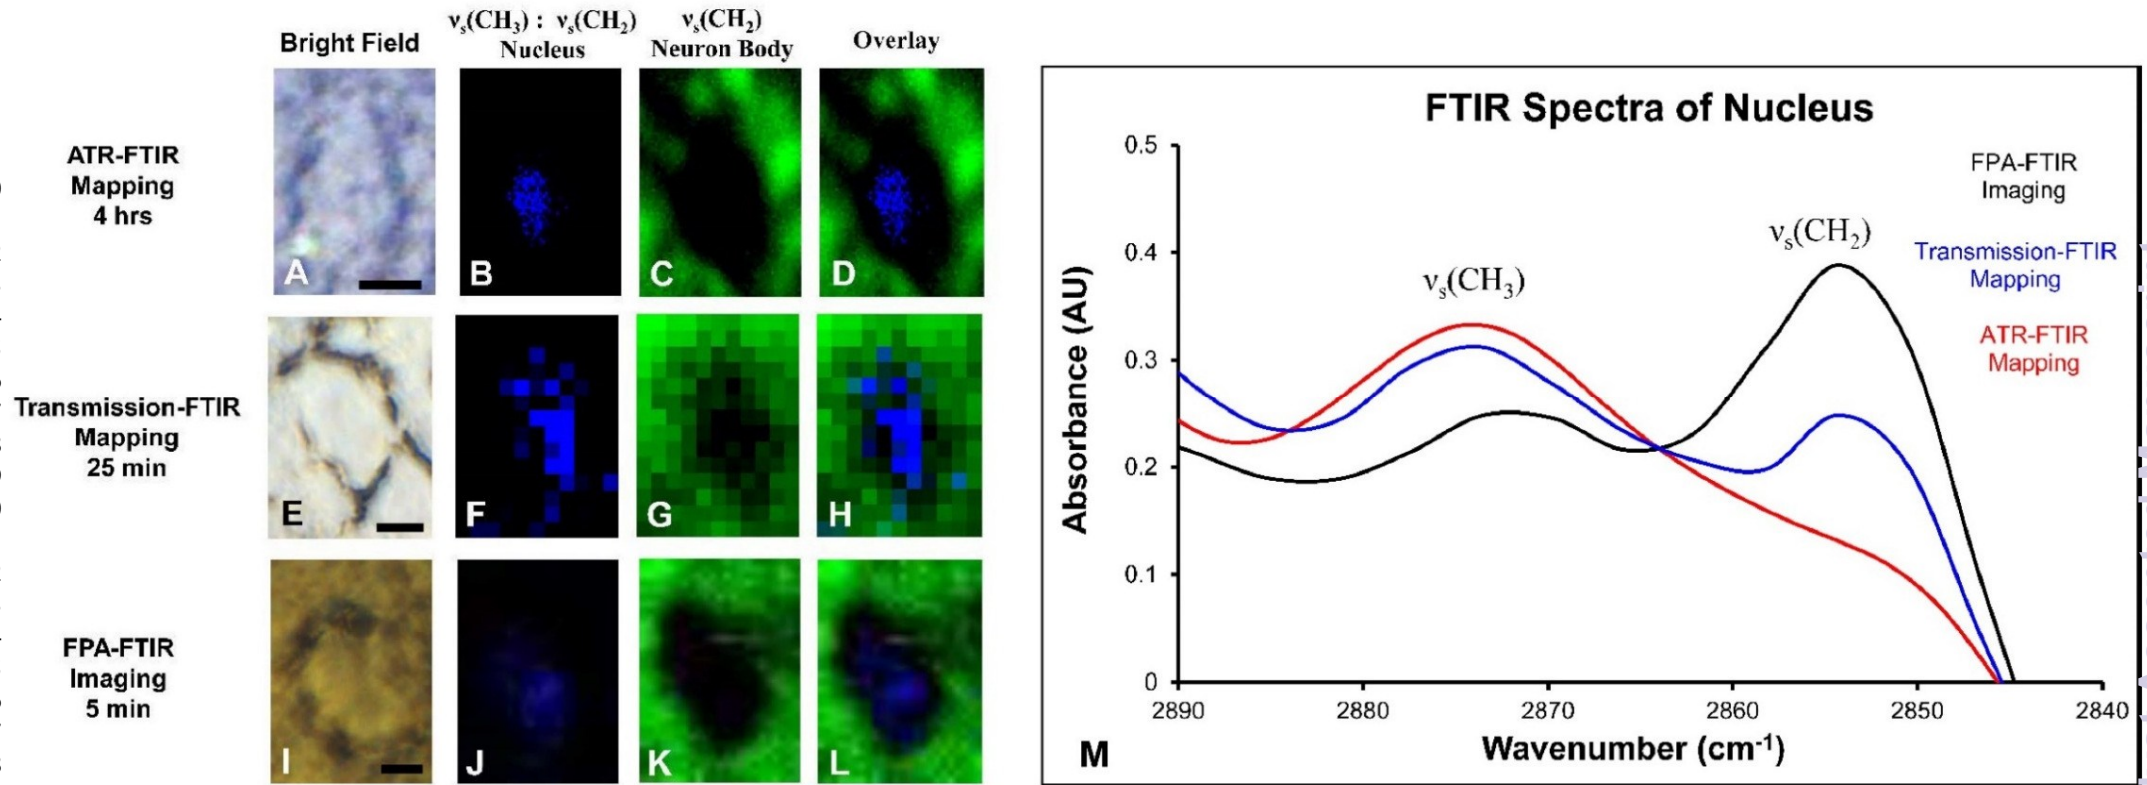 Bright Field
νs(CH3) : νs(CH2)
Nucleus
νs(CH2)
Neuron Body
Overlay
ATR-FTIR
Mapping
4 hrs
A
B
C
D
Transmission-FTIR
Mapping
25 min
E
F
G
H
FPA-FTIR
Imaging
5 min
I
J
K
L
FTIR Spectra of Nucleus
Absorbance (AU)
0.5
0.4
0.3
0.2
0.1
0
νs(CH3)
νs(CH2)
FPA-FTIR
Imaging
Transmission-FTIR
Mapping
ATR-FTIR
Mapping
2890 2880 2870 2860 2850 2840
Wavenumber (cm-1)
M